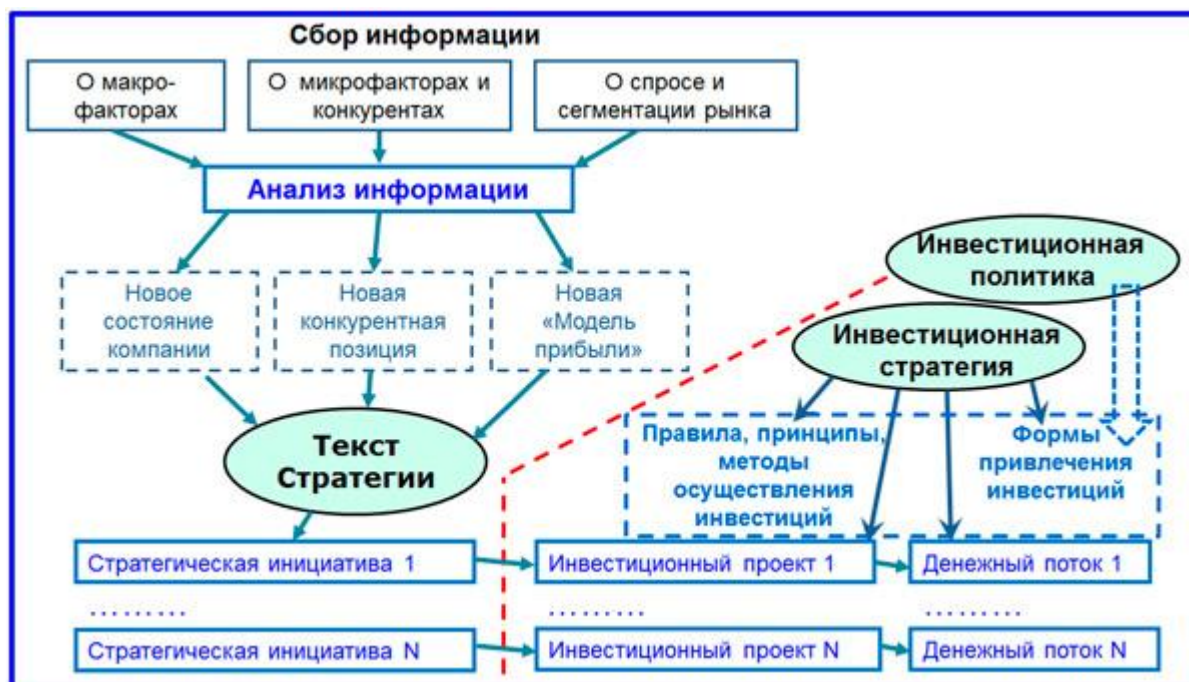 Сбор информации
О макро-
факторах
О микрофакторах и
конкурентах
О спросе и
сегментации рынка
Анализ информации
Новое
состояние
компании
Новая
конкурентная
позиция
Новая
«Модель
прибыли»
Инвестиционная
политика
Инвестиционная
стратегия
Текст
Стратегии
Правила, принципы,
методы
осуществления
инвестиций
Формы
привлечения
инвестиций
Стратегическая инициатива 1
Инвестиционный проект 1
Денежный поток 1
………
………
………
Стратегическая инициатива N
Инвестиционный проект N
Денежный поток N